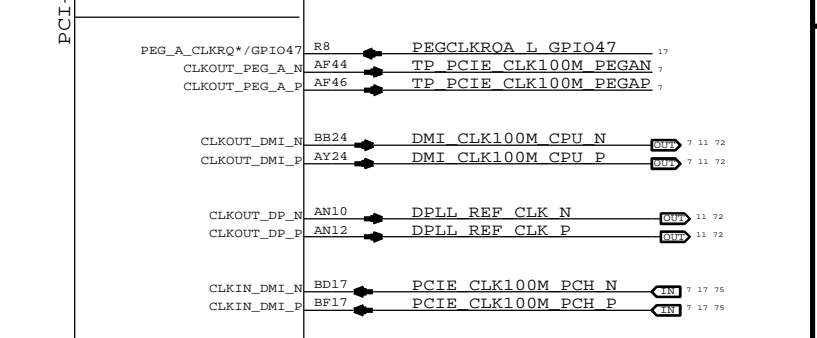 PCI-
PEG_A_CLKRQ*/GPIO47 R8 PEGCLKRQA_L_GPIO47 17
CLKOUT_PEG_A_N AF44 TP_PCIE_CLK100M_PEGAN 7
CLKOUT_PEG_A_P AF46 TP_PCIE_CLK100M_PEGAP 7
CLKOUT_DMI_N BB24 DMI_CLK100M_CPU_N OUT 7 11 72
CLKOUT_DMI_P AY24 DMI_CLK100M_CPU_P OUT 7 11 72
CLKOUT_DP_N AN10 DPLL_REF_CLK_N OUT 11 72
CLKOUT_DP_P AN12 DPLL_REF_CLK_P OUT 11 72
CLKIN_DMI_N BD17 PCIE_CLK100M_PCH_N IN 7 17 75
CLKIN_DMI_P BF17 PCIE_CLK100M_PCH_P IN 7 17 75